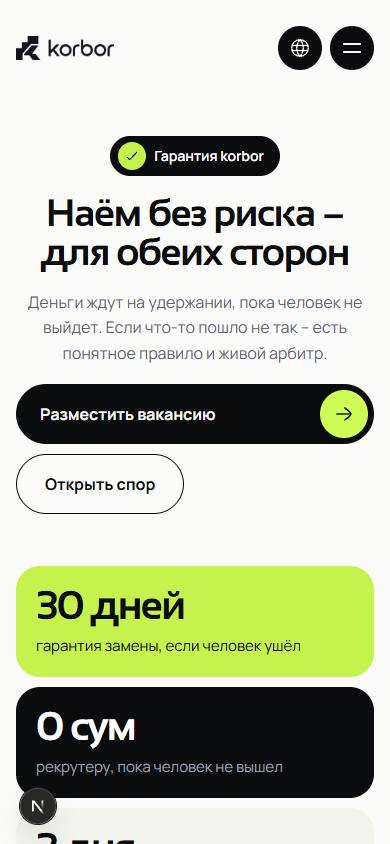 korbor
Гарантия korbor
Наём без риска –
для обеих сторон
Деньги ждут на удержании, пока человек не
выйдет. Если что-то пошло не так – есть
понятное правило и живой арбитр.
Разместить вакансию
Открыть спор
30 дней
гарантия замены, если человек ушёл
0 сум
рекрутеру, пока человек не вышел
N